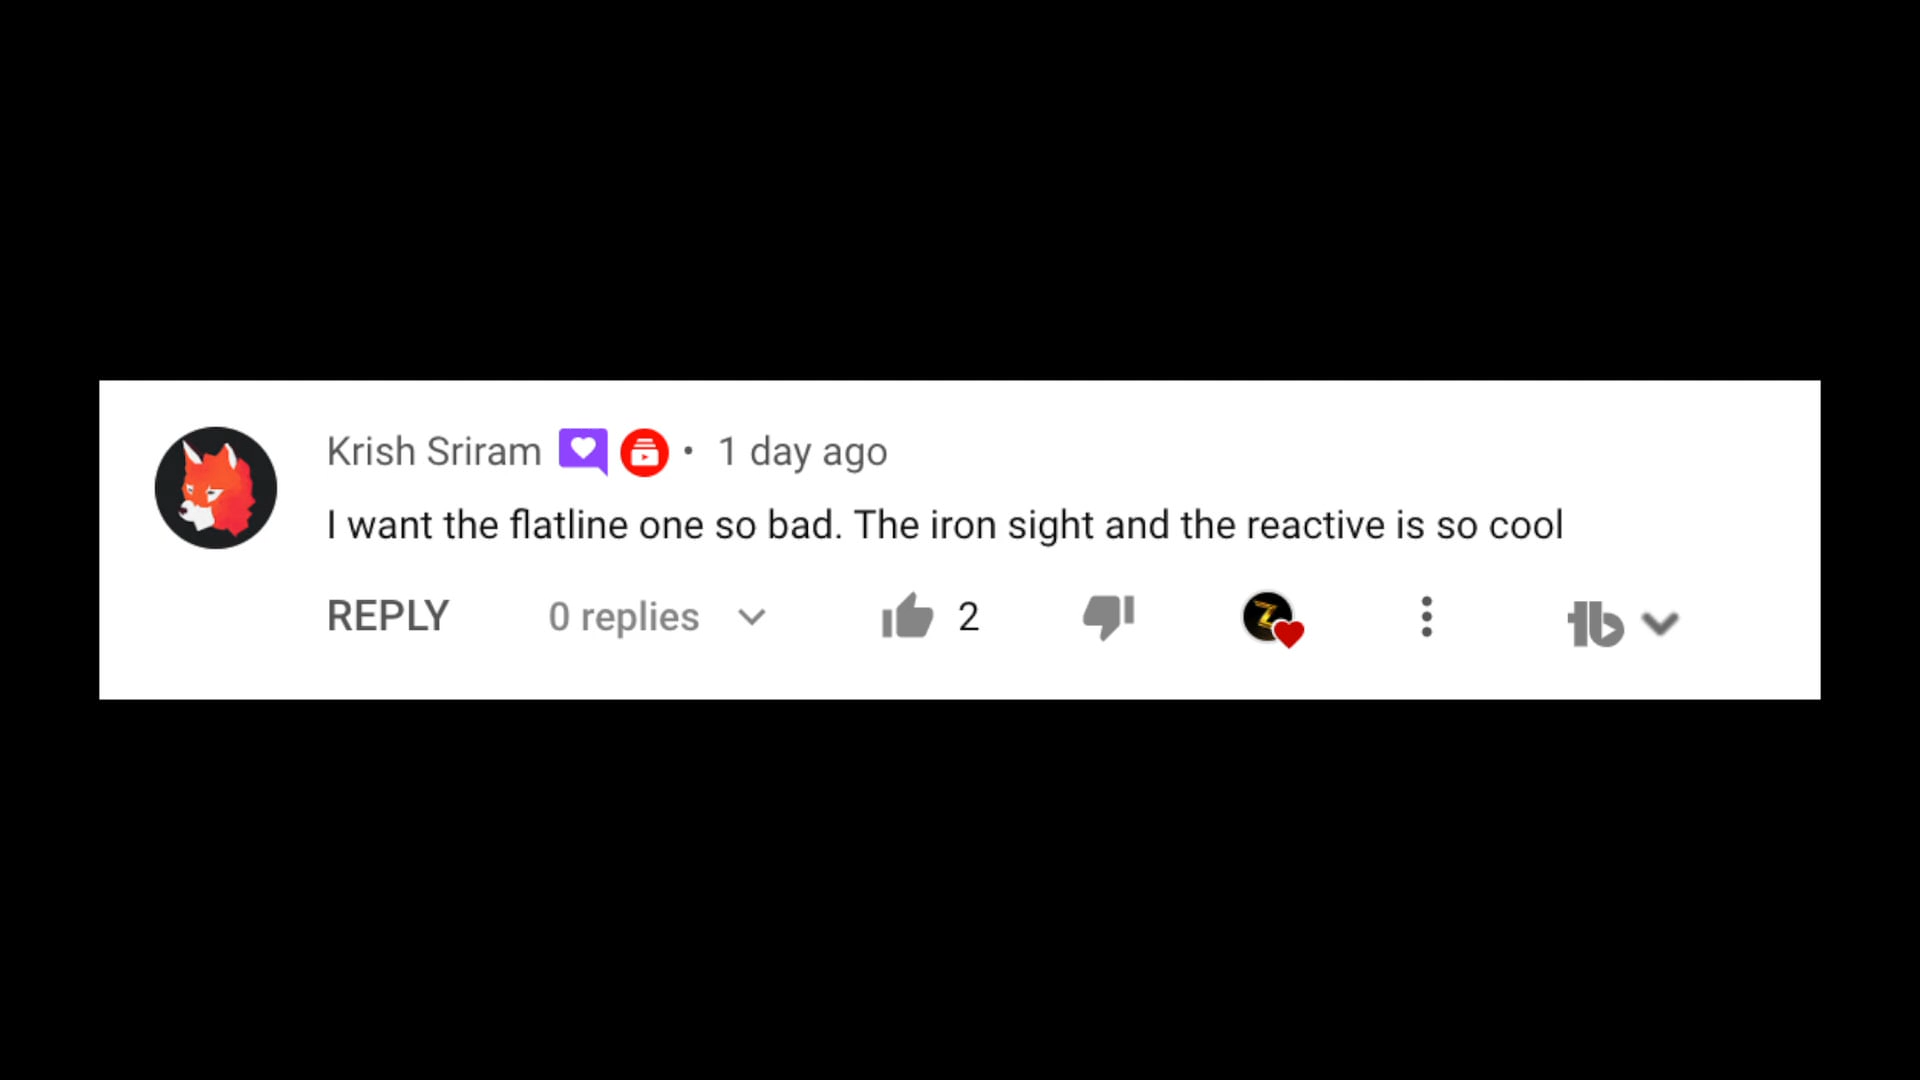 Krish Sriram • 1 day ago
I want the flatline one so bad. The iron sight and the reactive is so cool
REPLY 0 replies 2 tb